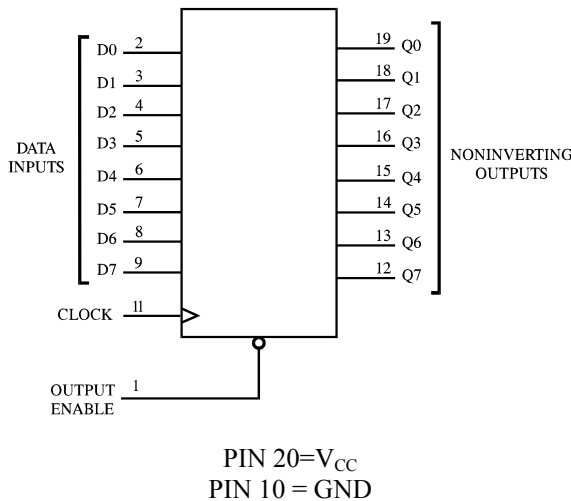 D0 2
D1 3
D2 4
D3 5
D4 6
D5 7
D6 8
D7 9
DATA
INPUTS
CLOCK 11
OUTPUT
ENABLE
1
19 Q0
18 Q1
17 Q2
16 Q3
15 Q4
14 Q5
13 Q6
12 Q7
NONINVERTING
OUTPUTS
PIN 20=VCC
PIN 10 = GND